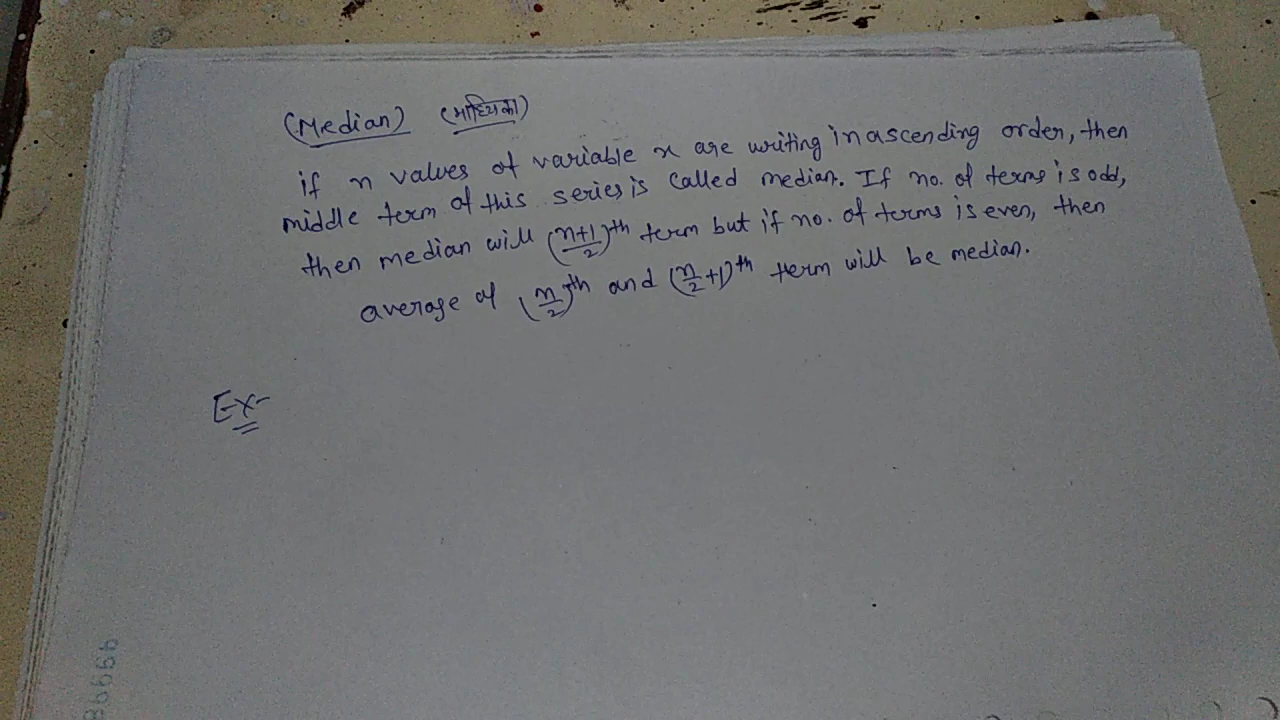 (Median) (माध्यिका)
if n values of variable x are writing in ascending order, then
middle term of this series is called median. If no. of terms is odd,
then median will (n+1/2)th term but if no. of terms is even, then
average of (n/2)th and (n/2+1)th term will be median.
Ex-